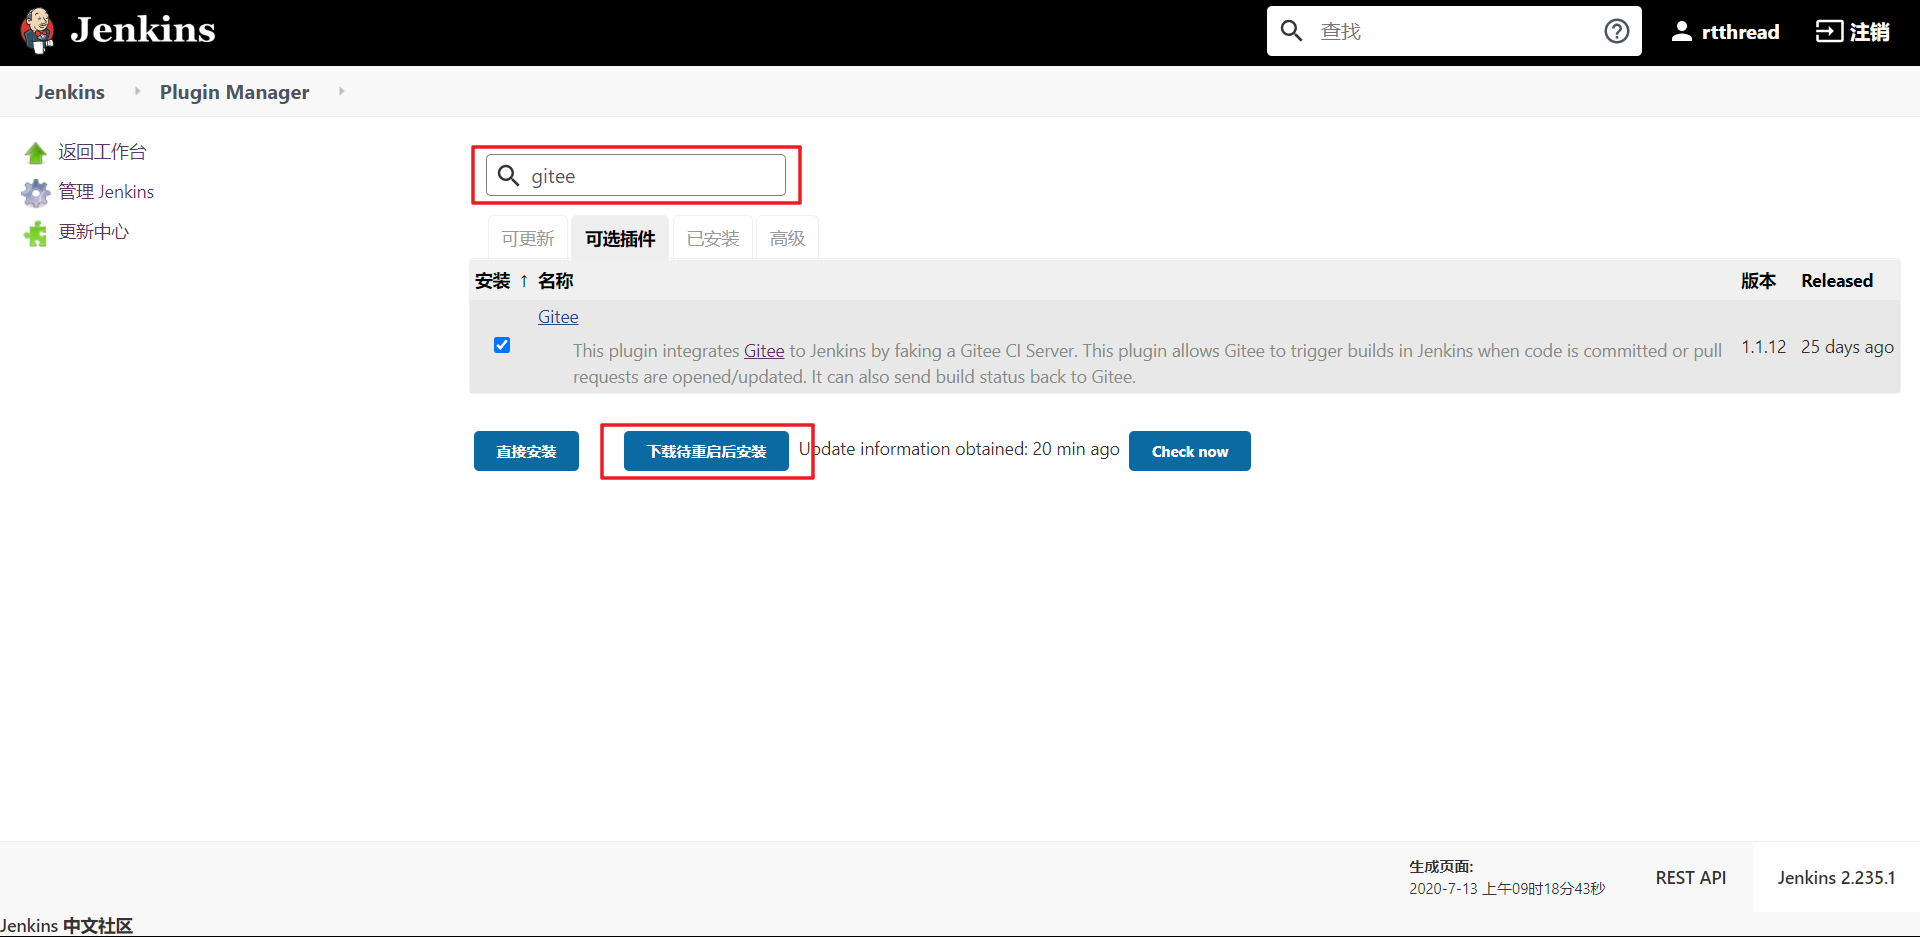 Jenkins
查找
rtthread
注销
Jenkins
Plugin Manager
返回工作台
管理 Jenkins
更新中心
gitee
可更新
可选插件
已安装
高级
安装 ↑ 名称 版本 Released
Gitee
This plugin integrates Gitee to Jenkins by faking a Gitee CI Server. This plugin allows Gitee to trigger builds in Jenkins when code is committed or pull
requests are opened/updated. It can also send build status back to Gitee.
1.1.12 25 days ago
直接安装
下载待重启后安装
Update information obtained: 20 min ago
Check now
生成页面:
2020-7-13 上午09时18分43秒
REST API
Jenkins 2.235.1
Jenkins 中文社区